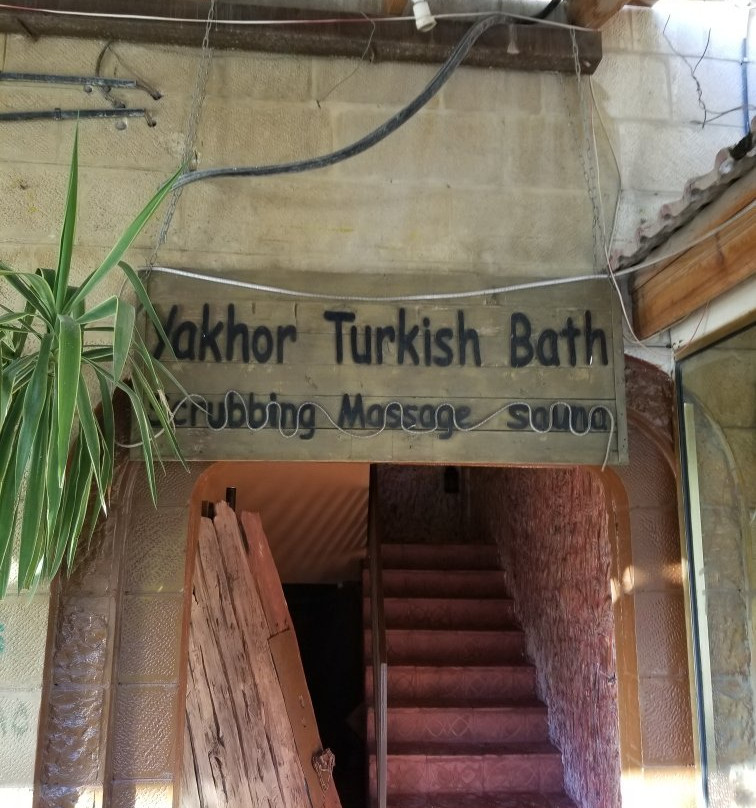 Yakhor Turkish Bath
Scrubbing Massage sauna